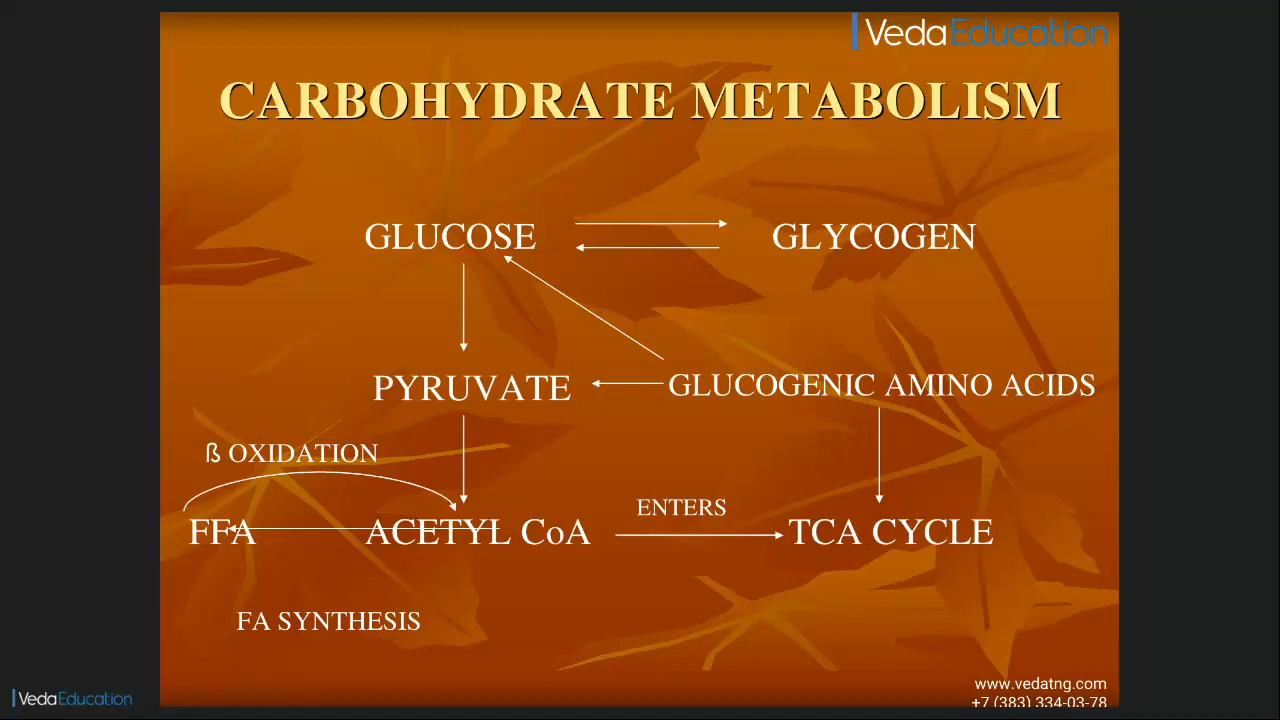 VedaEducation
CARBOHYDRATE METABOLISM
GLUCOSE GLYCOGEN
PYRUVATE GLUCOGENIC AMINO ACIDS
ß OXIDATION
ENTERS
FFA ACETYL CoA TCA CYCLE
FA SYNTHESIS
www.vedatng.com
VedaEducation
+7 (383) 334-03-78